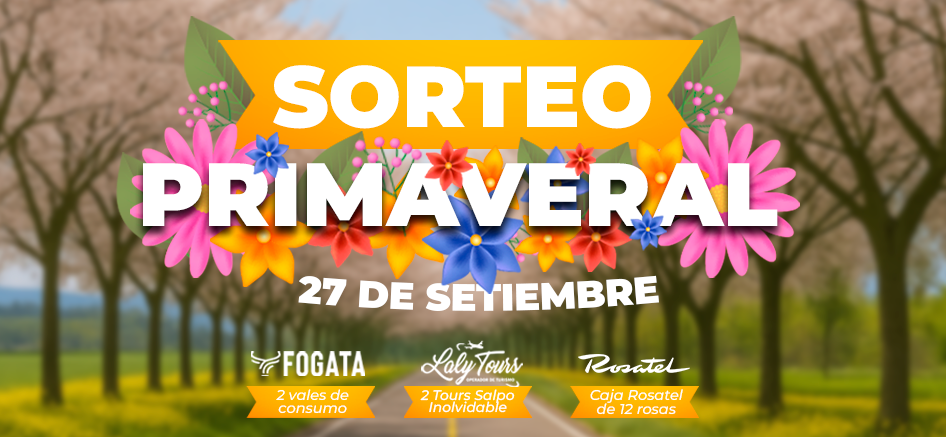 SORTEO
PRIMAVERAL
27 DE SETIEMBRE
FOGATA
2 vales de
consumo
Laly Tours
OPERADOR DE TURISMO
2 Tours Salpo
Inolvidable
Rosatel
Caja Rosatel
de 12 rosas